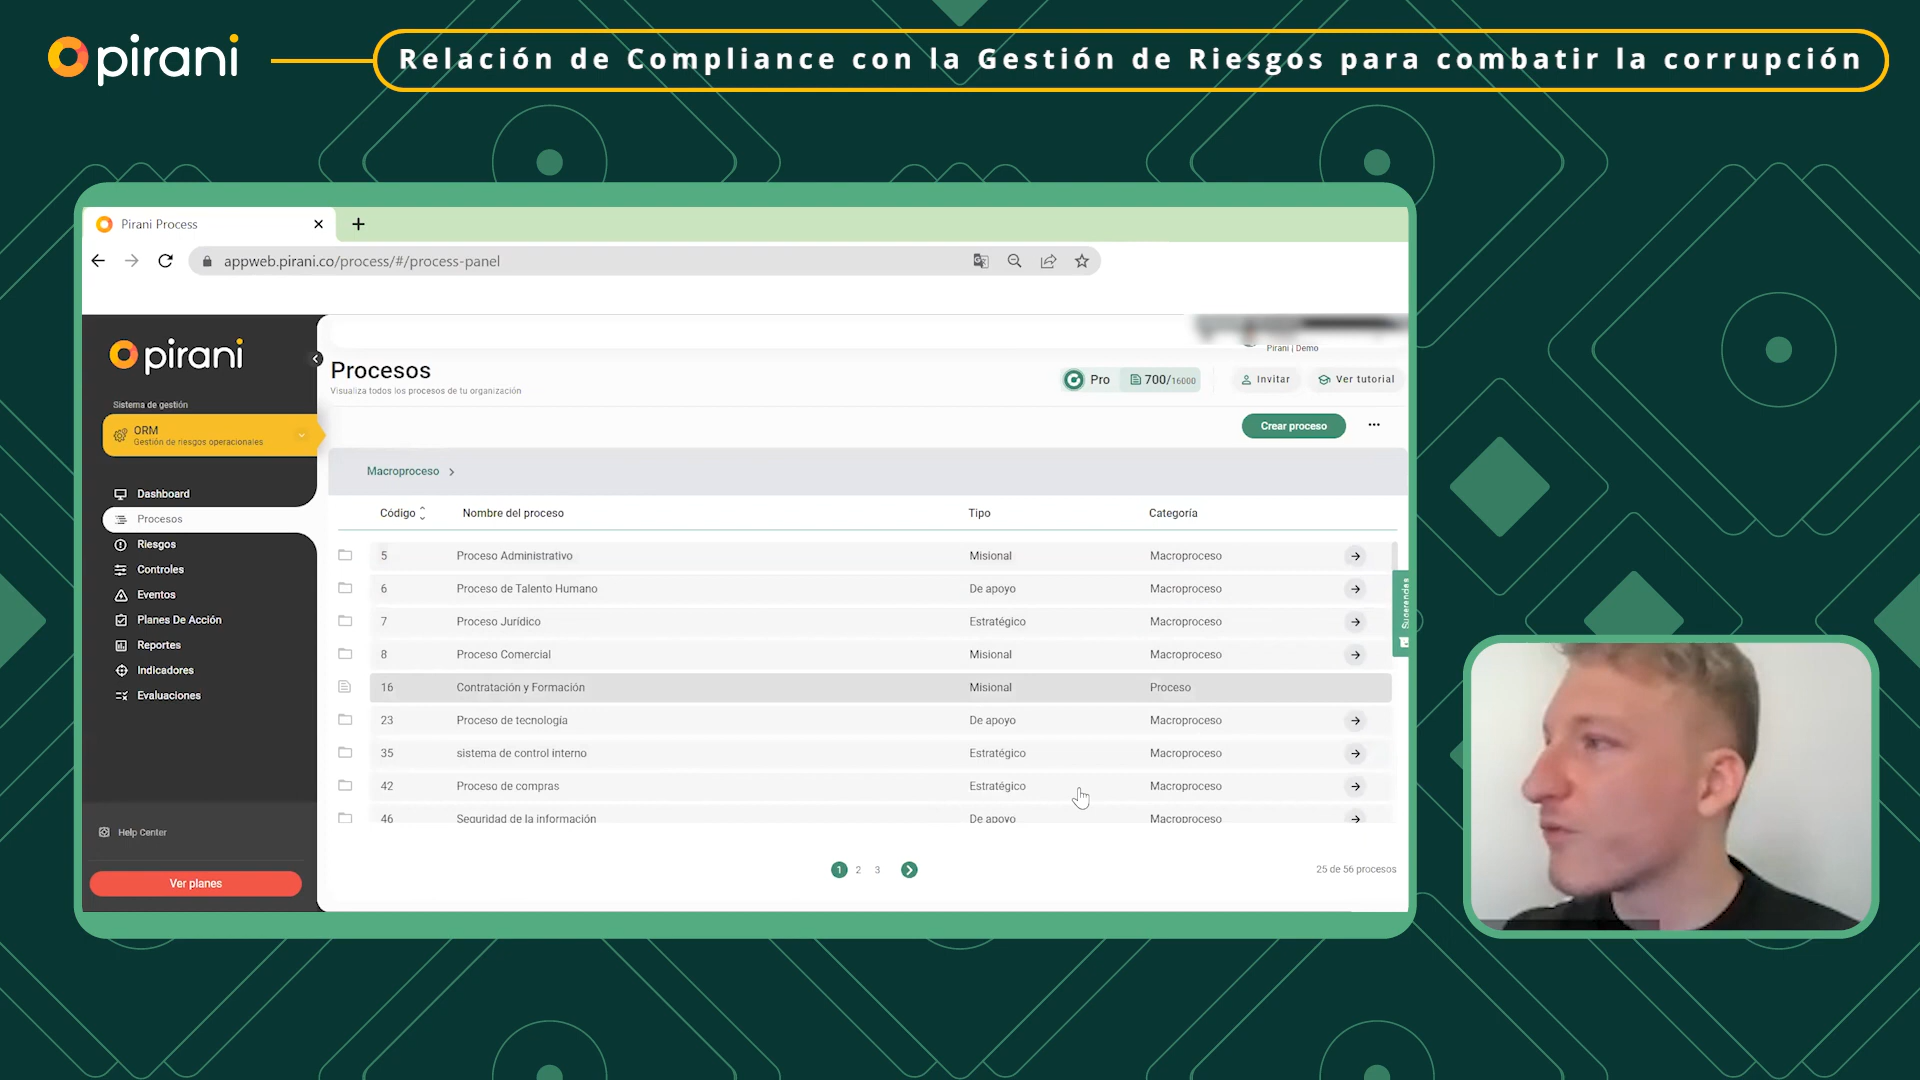 pirani
Relación de Compliance con la Gestión de Riesgos para combatir la corrupción
Pirani Process
appweb.pirani.co/process/#/process-panel
pirani
Pirani | Demo
Procesos
Visualiza todos los procesos de tu organización
Pro
700/16000
Invitar
Ver tutorial
Sistema de gestión
ORM
Gestión de riesgos operacionales
Crear proceso
Dashboard
Procesos
Riesgos
Controles
Eventos
Planes De Acción
Reportes
Indicadores
Evaluaciones
Help Center
Ver planes
Macroproceso
Código Nombre del proceso Tipo Categoría
5 Proceso Administrativo Misional Macroproceso
6 Proceso de Talento Humano De apoyo Macroproceso
7 Proceso Jurídico Estratégico Macroproceso
8 Proceso Comercial Misional Macroproceso
16 Contratación y Formación Misional Proceso
23 Proceso de tecnología De apoyo Macroproceso
35 sistema de control interno Estratégico Macroproceso
42 Proceso de compras Estratégico Macroproceso
46 Seguridad de la información De apoyo Macroproceso
1 2 3
25 de 56 procesos